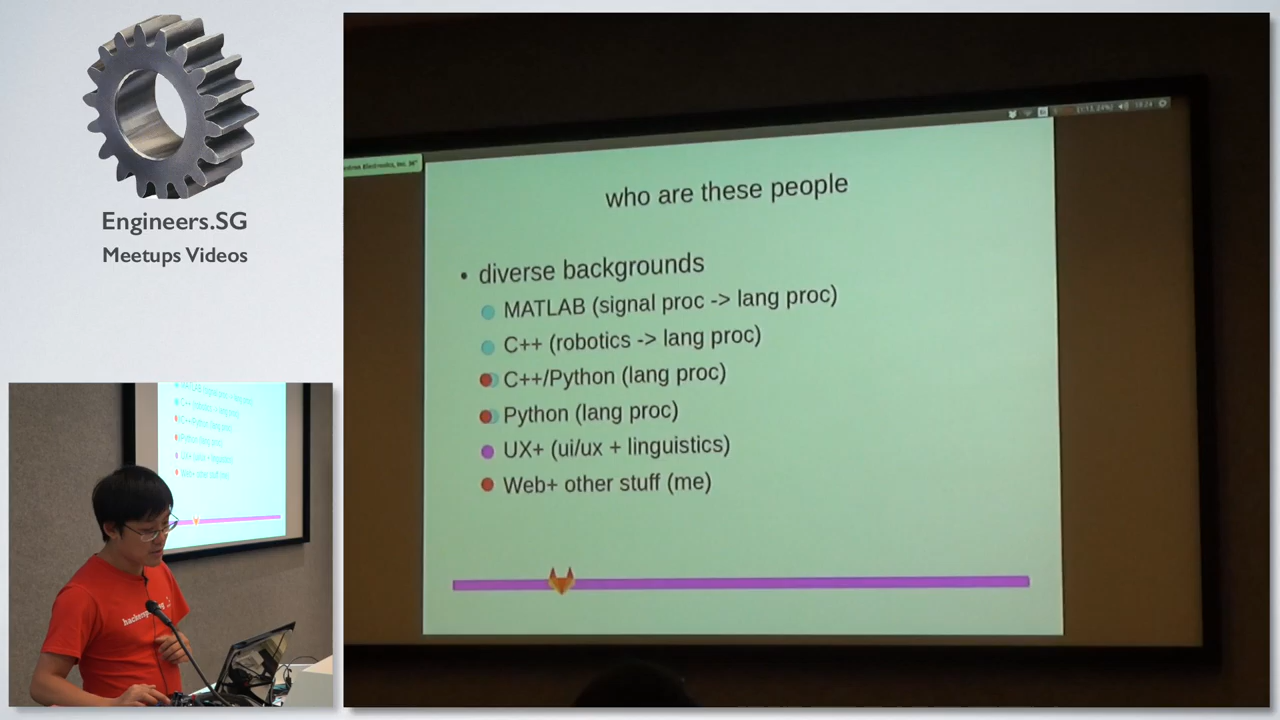 Engineers.SG
Meetups Videos
who are these people
• diverse backgrounds
MATLAB (signal proc -> lang proc)
C++ (robotics -> lang proc)
C++/Python (lang proc)
Python (lang proc)
UX+ (ui/ux + linguistics)
Web+ other stuff (me)